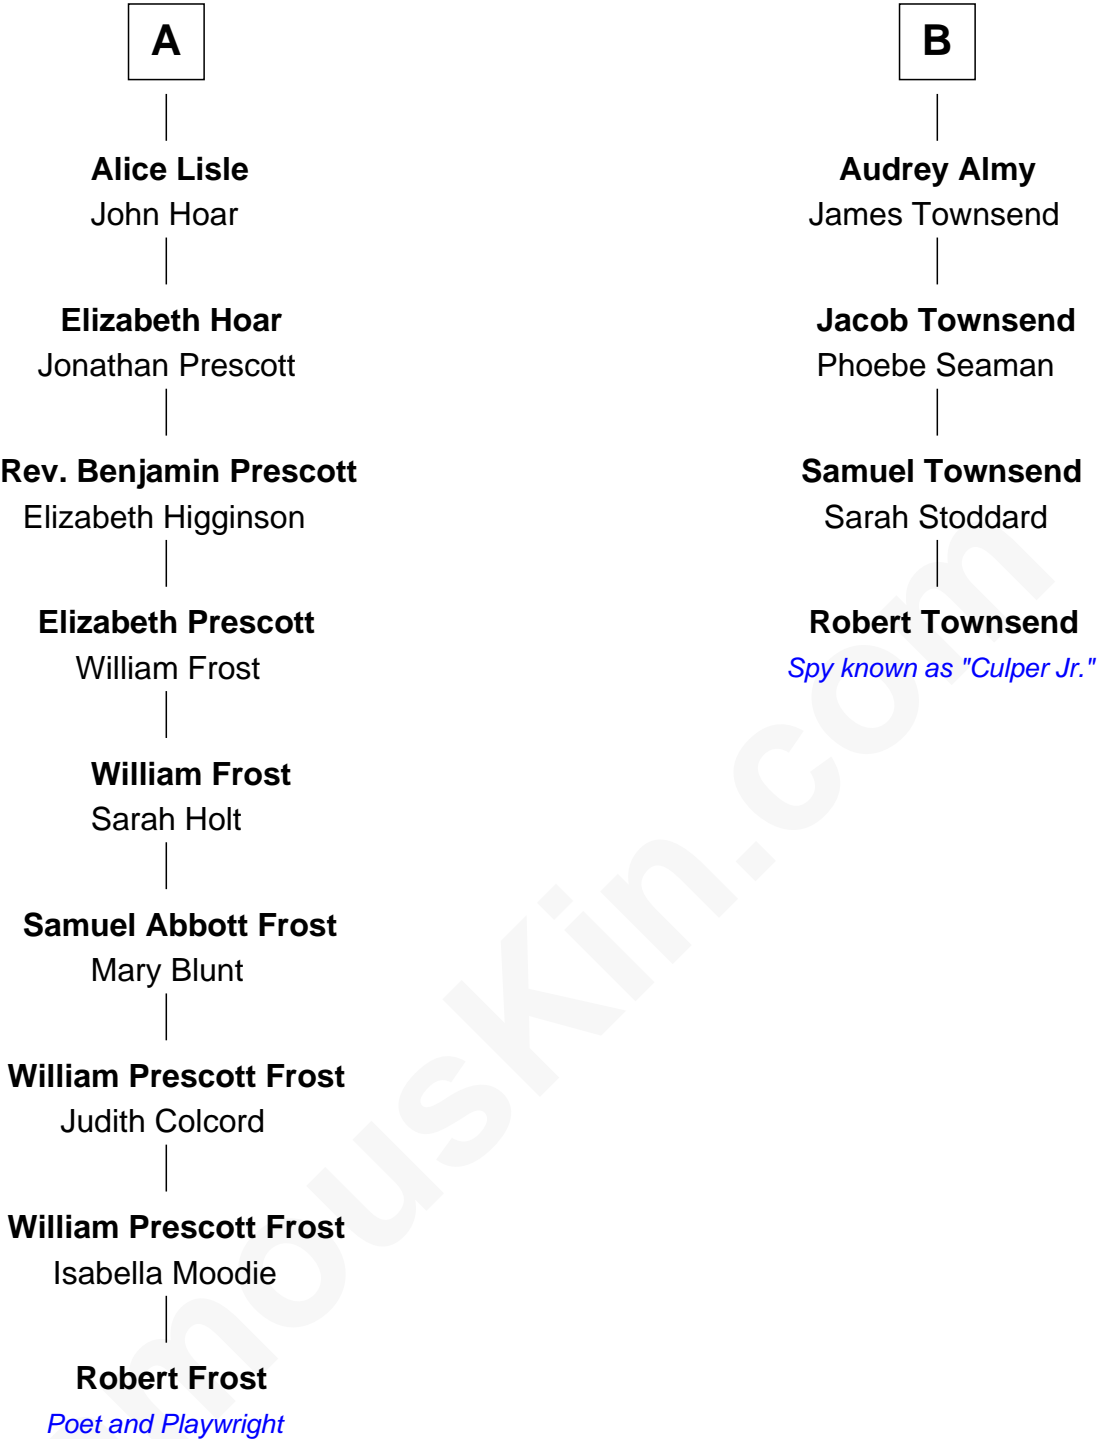 A
Alice Lisle
John Hoar
Elizabeth Hoar
Jonathan Prescott
Rev. Benjamin Prescott
Elizabeth Higginson
Elizabeth Prescott
William Frost
William Frost
Sarah Holt
Samuel Abbott Frost
Mary Blunt
William Prescott Frost
Judith Colcord
William Prescott Frost
Isabella Moodie
Robert Frost
Poet and Playwright
B
Audrey Almy
James Townsend
Jacob Townsend
Phoebe Seaman
Samuel Townsend
Sarah Stoddard
Robert Townsend
Spy known as "Culper Jr."
mousKin.com